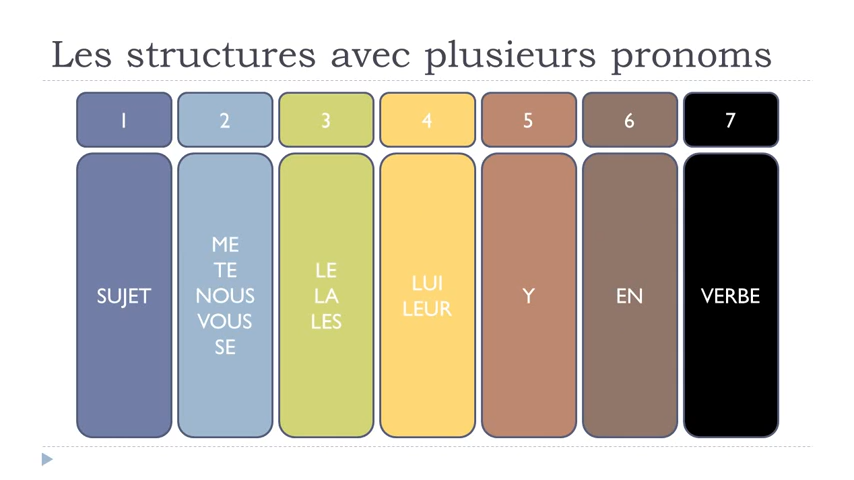 Les structures avec plusieurs pronoms
1 2 3 4 5 6 7
SUJET
ME
TE
NOUS
VOUS
SE
LE
LA
LES
LUI
LEUR
Y
EN
VERBE